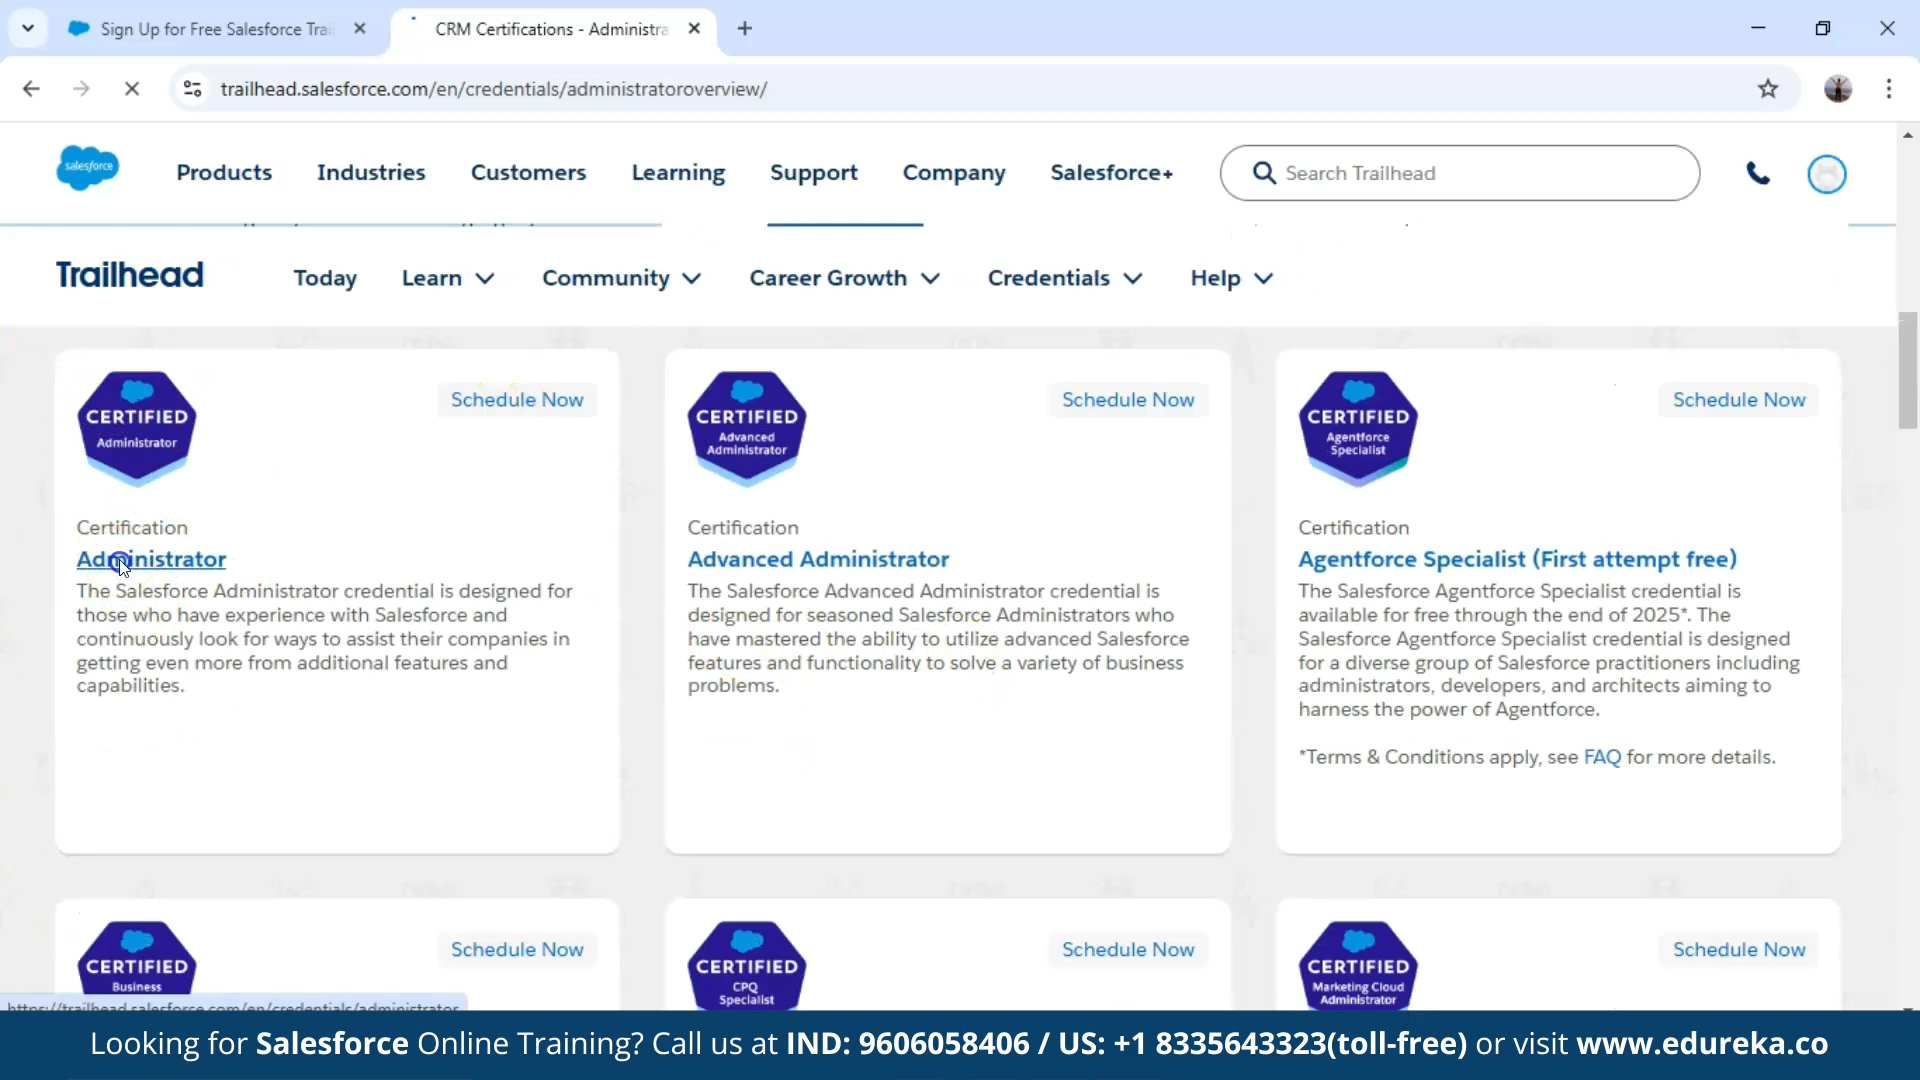 Sign Up for Free Salesforce Trai
CRM Certifications - Administra
trailhead.salesforce.com/en/credentials/administratoroverview/
salesforce
Products
Industries
Customers
Learning
Support
Company
Salesforce+
Search Trailhead
Trailhead
Today
Learn
Community
Career Growth
Credentials
Help
CERTIFIED
Administrator
Schedule Now
Certification
Administrator
The Salesforce Administrator credential is designed for
those who have experience with Salesforce and
continuously look for ways to assist their companies in
getting even more from additional features and
capabilities.
CERTIFIED
Advanced
Administrator
Schedule Now
Certification
Advanced Administrator
The Salesforce Advanced Administrator credential is
designed for seasoned Salesforce Administrators who
have mastered the ability to utilize advanced Salesforce
features and functionality to solve a variety of business
problems.
CERTIFIED
Agentforce
Specialist
Schedule Now
Certification
Agentforce Specialist (First attempt free)
The Salesforce Agentforce Specialist credential is
available for free through the end of 2025*. The
Salesforce Agentforce Specialist credential is designed
for a diverse group of Salesforce practitioners including
administrators, developers, and architects aiming to
harness the power of Agentforce.
*Terms & Conditions apply, see FAQ for more details.
CERTIFIED
Business
Schedule Now
CERTIFIED
CPQ
Specialist
Schedule Now
CERTIFIED
Marketing Cloud
Administrator
Schedule Now
https://trailhead.salesforce.com/en/credentials/administrator
Looking for Salesforce Online Training? Call us at IND: 9606058406 / US: +1 8335643323(toll-free) or visit www.edureka.co